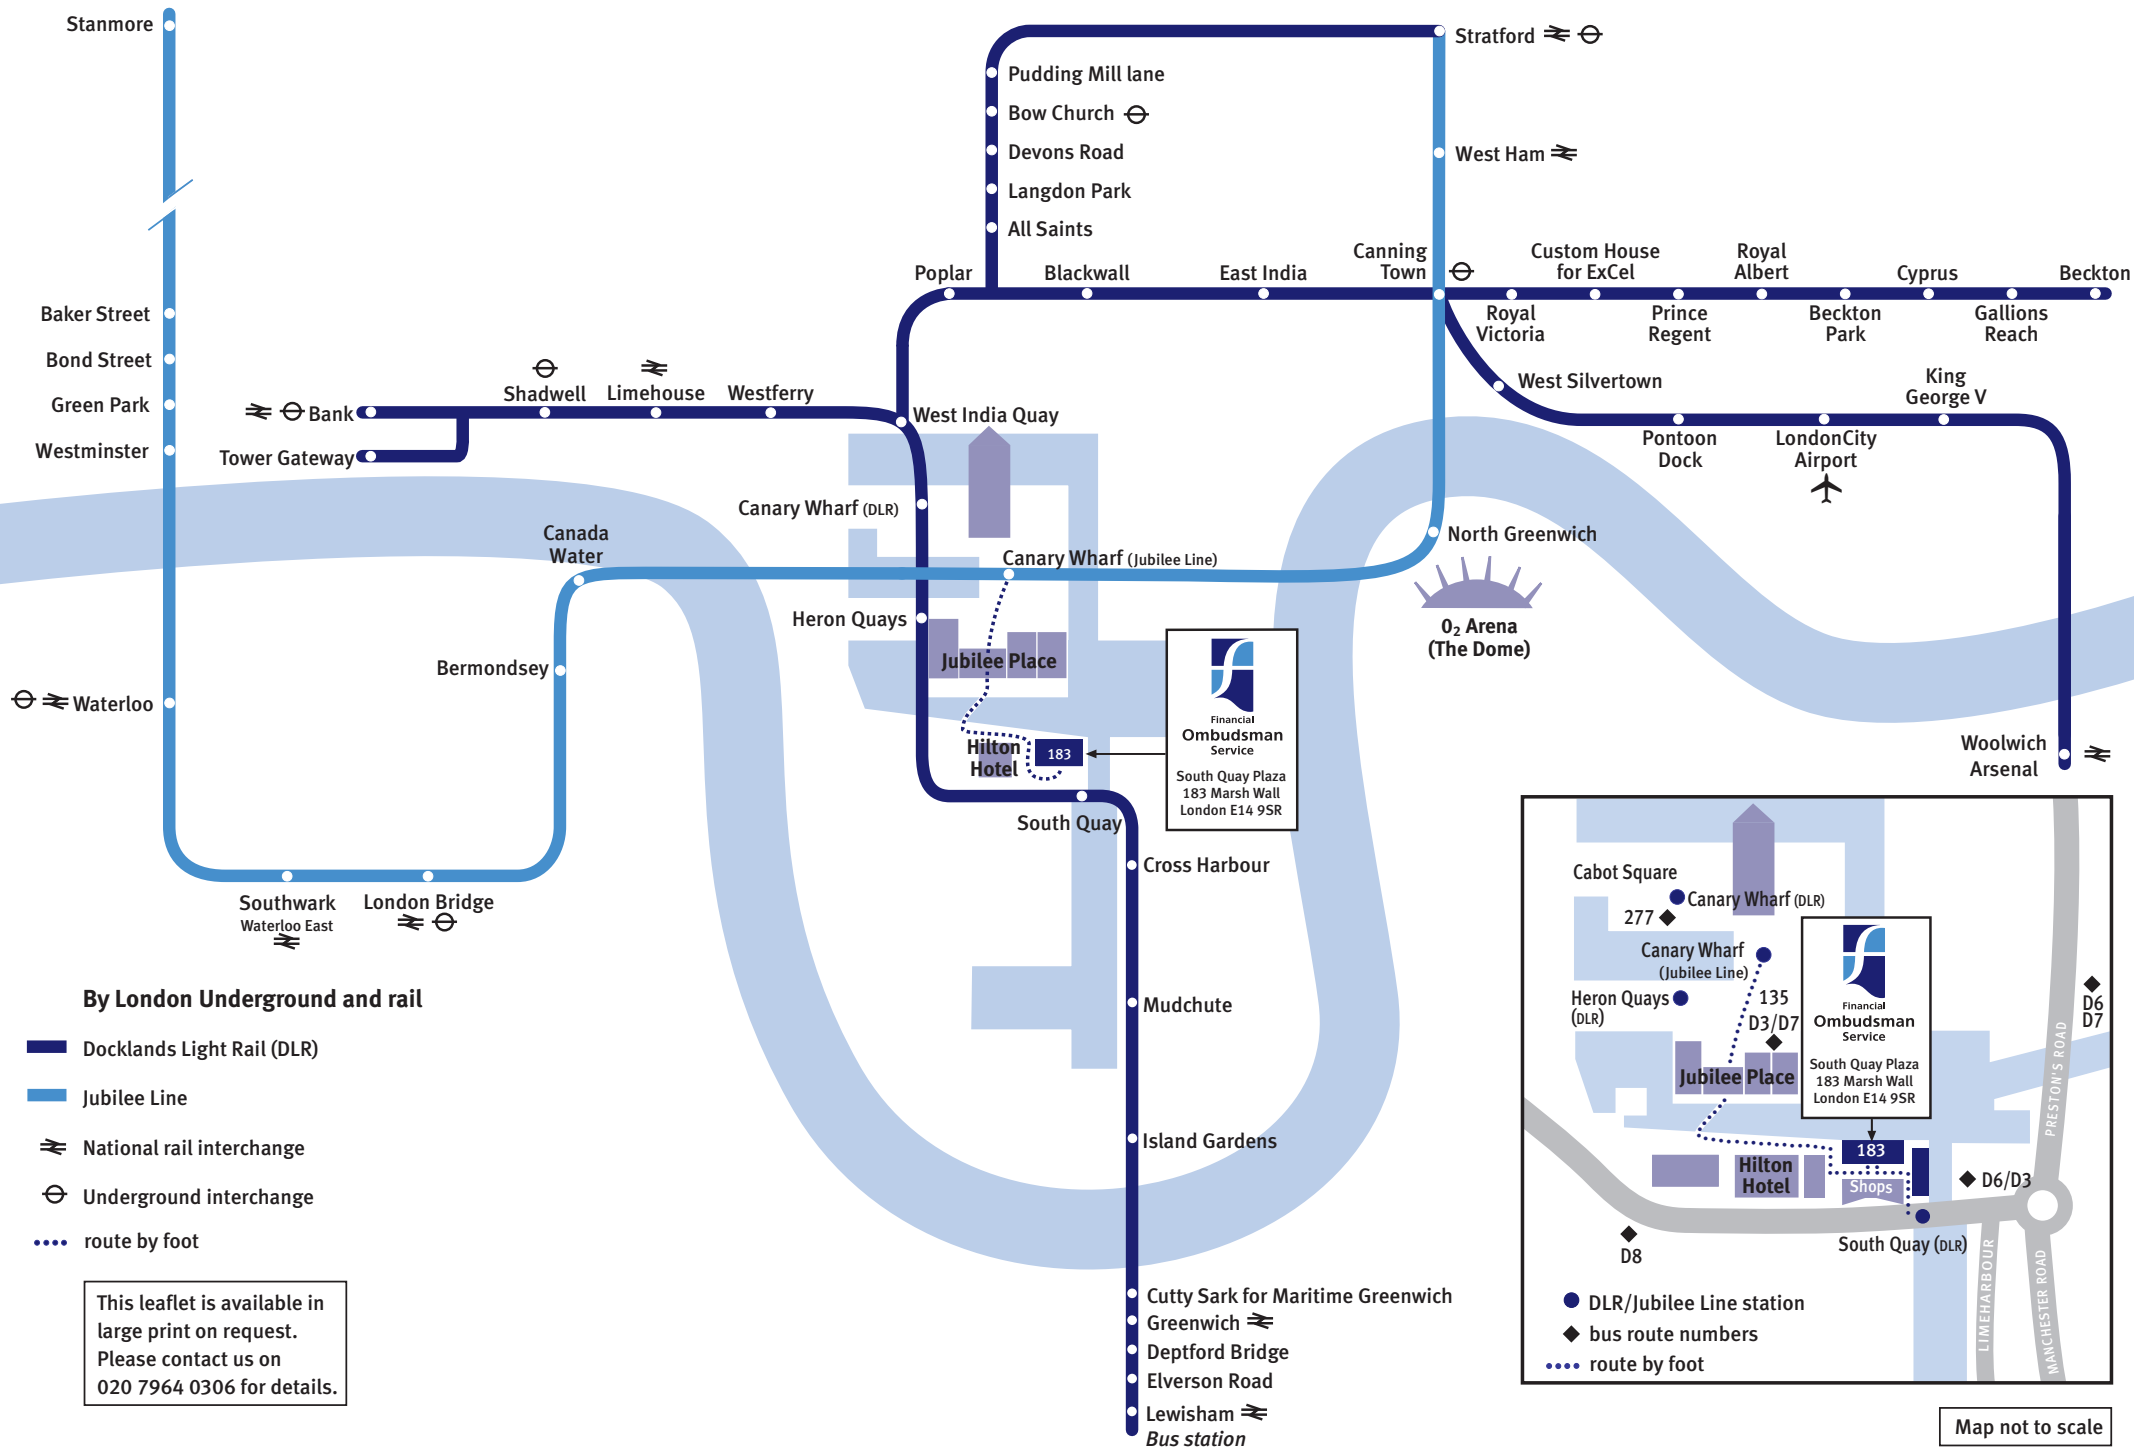 Stanmore
Baker Street
Bond Street
Green Park
Westminster
Waterloo
Southwark
Waterloo East
London Bridge
Bermondsey
Canada
Water
Bank
Tower Gateway
Shadwell
Limehouse
Westferry
West India Quay
Poplar
Pudding Mill lane
Bow Church
Devons Road
Langdon Park
All Saints
Stratford
West Ham
Canning
Town
Blackwall
East India
Royal
Victoria
Custom House
for ExCel
Prince
Regent
Royal
Albert
Beckton
Park
Cyprus
Gallions
Reach
Beckton
West Silvertown
Pontoon
Dock
LondonCity
Airport
King
George V
Woolwich
Arsenal
North Greenwich
O2 Arena
(The Dome)
Canary Wharf (DLR)
Canary Wharf (Jubilee Line)
Heron Quays
Jubilee Place
Hilton
Hotel
183
Financial
Ombudsman
Service
South Quay Plaza
183 Marsh Wall
London E14 9SR
South Quay
Cross Harbour
Mudchute
Island Gardens
Cutty Sark for Maritime Greenwich
Greenwich
Deptford Bridge
Elverson Road
Lewisham
Bus station
By London Underground and rail
Docklands Light Rail (DLR)
Jubilee Line
National rail interchange
Underground interchange
route by foot
This leaflet is available in
large print on request.
Please contact us on
020 7964 0306 for details.
Cabot Square
Canary Wharf (DLR)
277
Canary Wharf
(Jubilee Line)
Heron Quays
(DLR)
135
D3/D7
Jubilee Place
Financial
Ombudsman
Service
South Quay Plaza
183 Marsh Wall
London E14 9SR
D6
D7
PRESTON'S ROAD
183
Hilton
Hotel
Shops
D6/D3
D8
South Quay (DLR)
LIMEHARBOUR
MANCHESTER ROAD
DLR/Jubilee Line station
bus route numbers
route by foot
Map not to scale